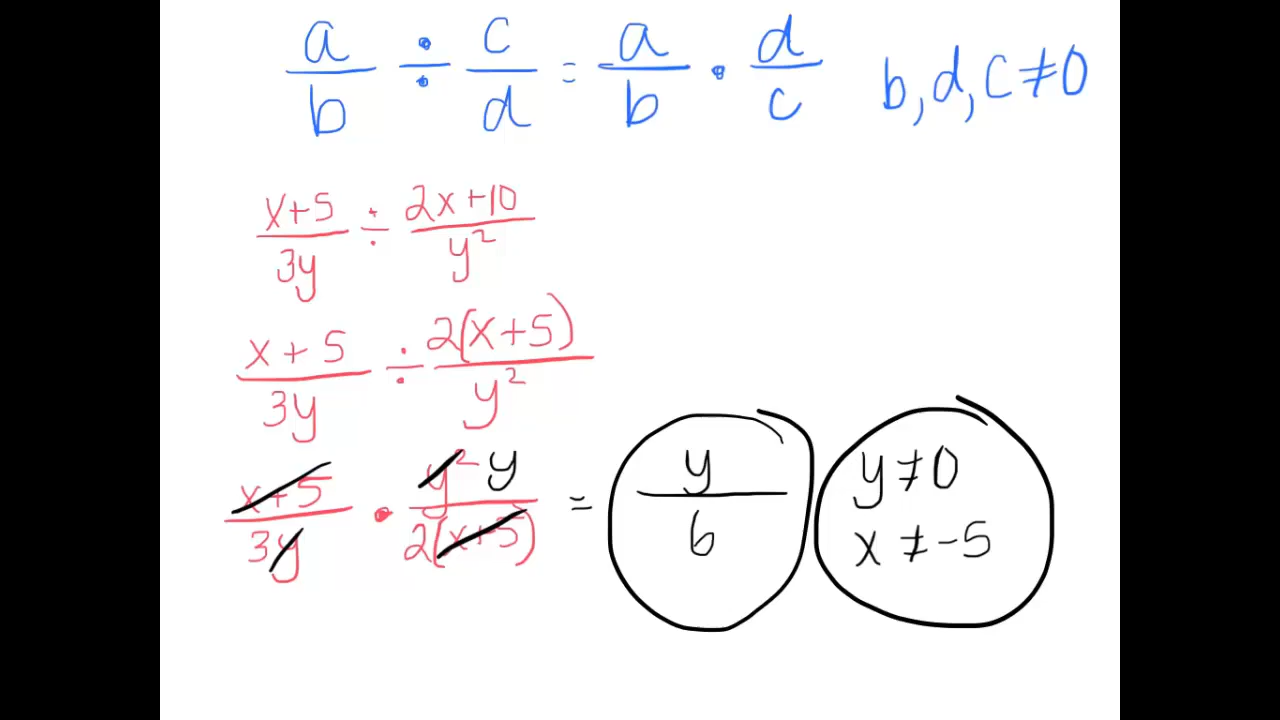 a/b ÷ c/d = a/b · d/c b, d, c ≠ 0
x+5/3y ÷ 2x+10/y²
x+5/3y ÷ 2(x+5)/y²
x+5/3y · y² y/2(x+5) = y/6 y ≠ 0
x ≠ -5